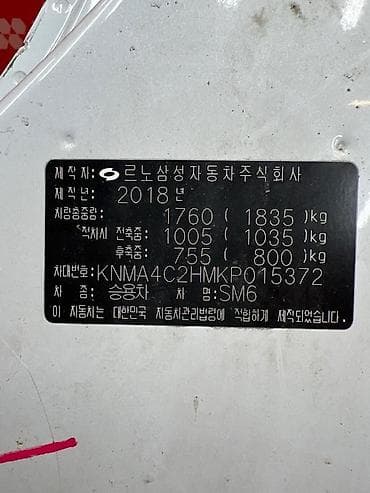 제 작 자: 르노삼성자동차주식회사
제 작 년: 2018 년
차량총중량: 1760 ( 1835 )kg
적차시 전축중: 1005 ( 1035 )kg
후축중: 755 ( 800 )kg
차대번호: KNMA4C2HMKP015372
차 종: 승용차 차 명: SM6
이 자동차는 대한민국 자동차관리법령에 적합하게 제작되었습니다.